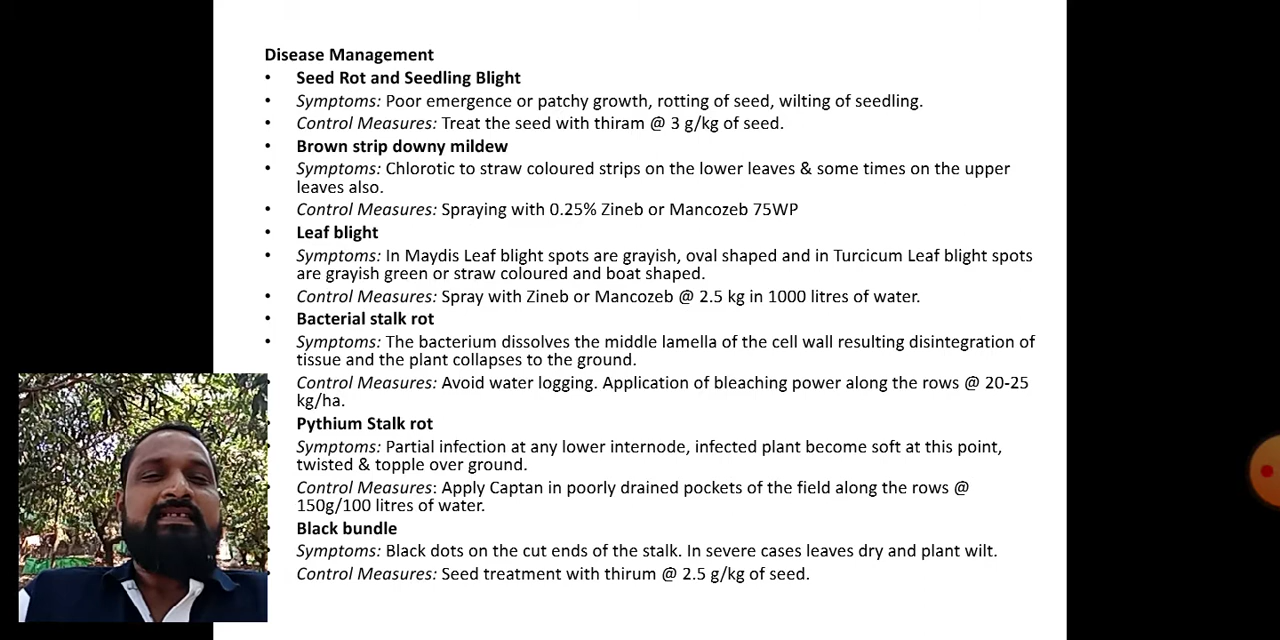 Disease Management
• Seed Rot and Seedling Blight
• Symptoms: Poor emergence or patchy growth, rotting of seed, wilting of seedling.
• Control Measures: Treat the seed with thiram @ 3 g/kg of seed.
• Brown strip downy mildew
• Symptoms: Chlorotic to straw coloured strips on the lower leaves & some times on the upper
leaves also.
• Control Measures: Spraying with 0.25% Zineb or Mancozeb 75WP
• Leaf blight
• Symptoms: In Maydis Leaf blight spots are grayish, oval shaped and in Turcicum Leaf blight spots
are grayish green or straw coloured and boat shaped.
• Control Measures: Spray with Zineb or Mancozeb @ 2.5 kg in 1000 litres of water.
• Bacterial stalk rot
• Symptoms: The bacterium dissolves the middle lamella of the cell wall resulting disintegration of
tissue and the plant collapses to the ground.
Control Measures: Avoid water logging. Application of bleaching power along the rows @ 20-25
kg/ha.
Pythium Stalk rot
Symptoms: Partial infection at any lower internode, infected plant become soft at this point,
twisted & topple over ground.
Control Measures: Apply Captan in poorly drained pockets of the field along the rows @
150g/100 litres of water.
Black bundle
Symptoms: Black dots on the cut ends of the stalk. In severe cases leaves dry and plant wilt.
Control Measures: Seed treatment with thirum @ 2.5 g/kg of seed.